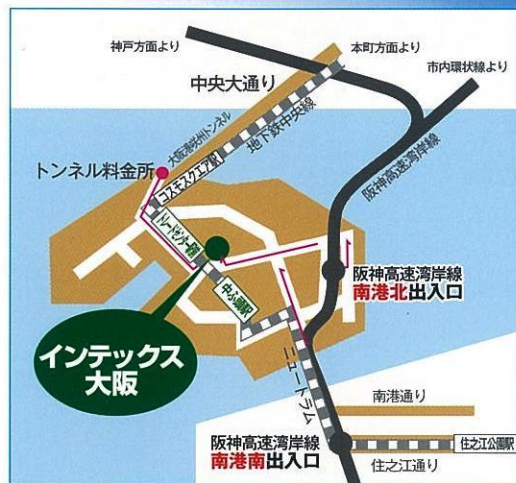 神戸方面より
本町方面より
市内環状線より
中央大通り
大阪港咲州トンネル
地下鉄中央線
阪神高速湾岸線
トンネル料金所
コスモスクエア駅
トレードセンター前駅
中ふ頭駅
阪神高速湾岸線
南港北出入口
インテックス
大阪
ニュートラム
南港通り
阪神高速湾岸線
南港南出入口
住之江公園駅
住之江通り